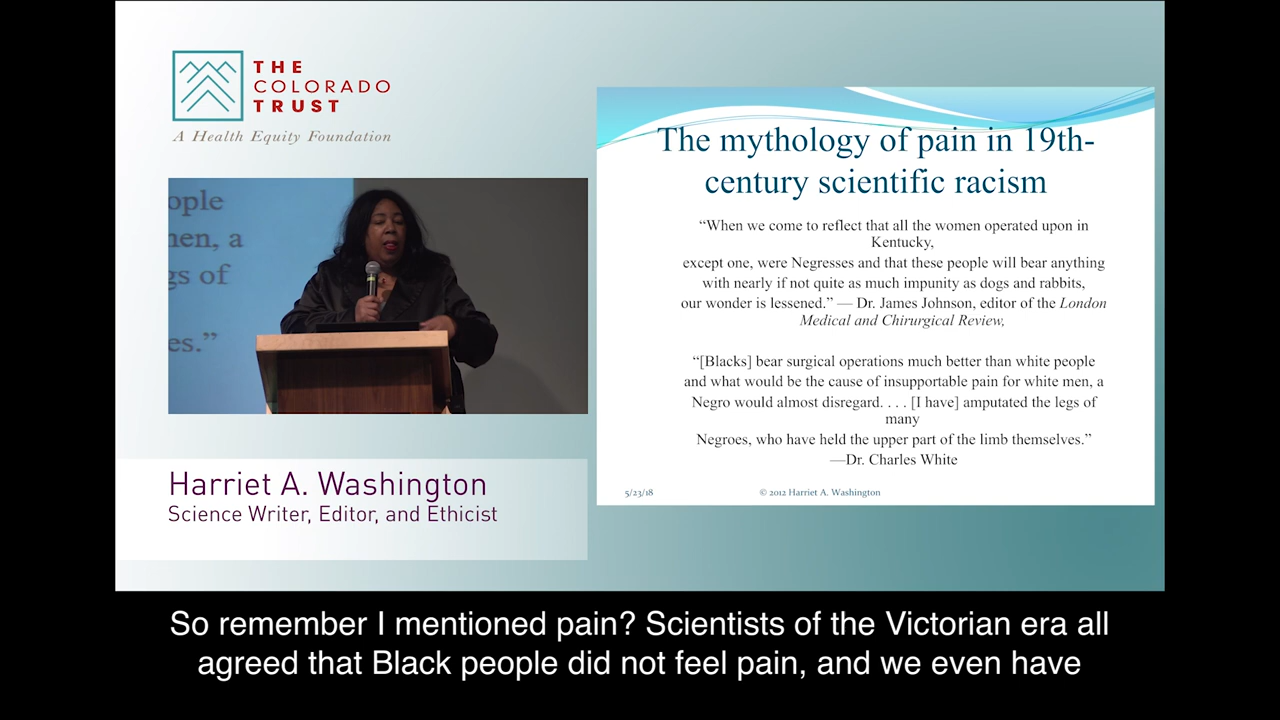 THE
COLORADO
TRUST
A Health Equity Foundation
ople
nen, a
gs of
es.”
Harriet A. Washington
Science Writer, Editor, and Ethicist
The mythology of pain in 19th-
century scientific racism
“When we come to reflect that all the women operated upon in
Kentucky,
except one, were Negresses and that these people will bear anything
with nearly if not quite as much impunity as dogs and rabbits,
our wonder is lessened.” — Dr. James Johnson, editor of the London
Medical and Chirurgical Review,
“[Blacks] bear surgical operations much better than white people
and what would be the cause of insupportable pain for white men, a
Negro would almost disregard. . . . [I have] amputated the legs of
many
Negroes, who have held the upper part of the limb themselves.”
—Dr. Charles White
5/23/18 © 2012 Harriet A. Washington
So remember I mentioned pain? Scientists of the Victorian era all
agreed that Black people did not feel pain, and we even have